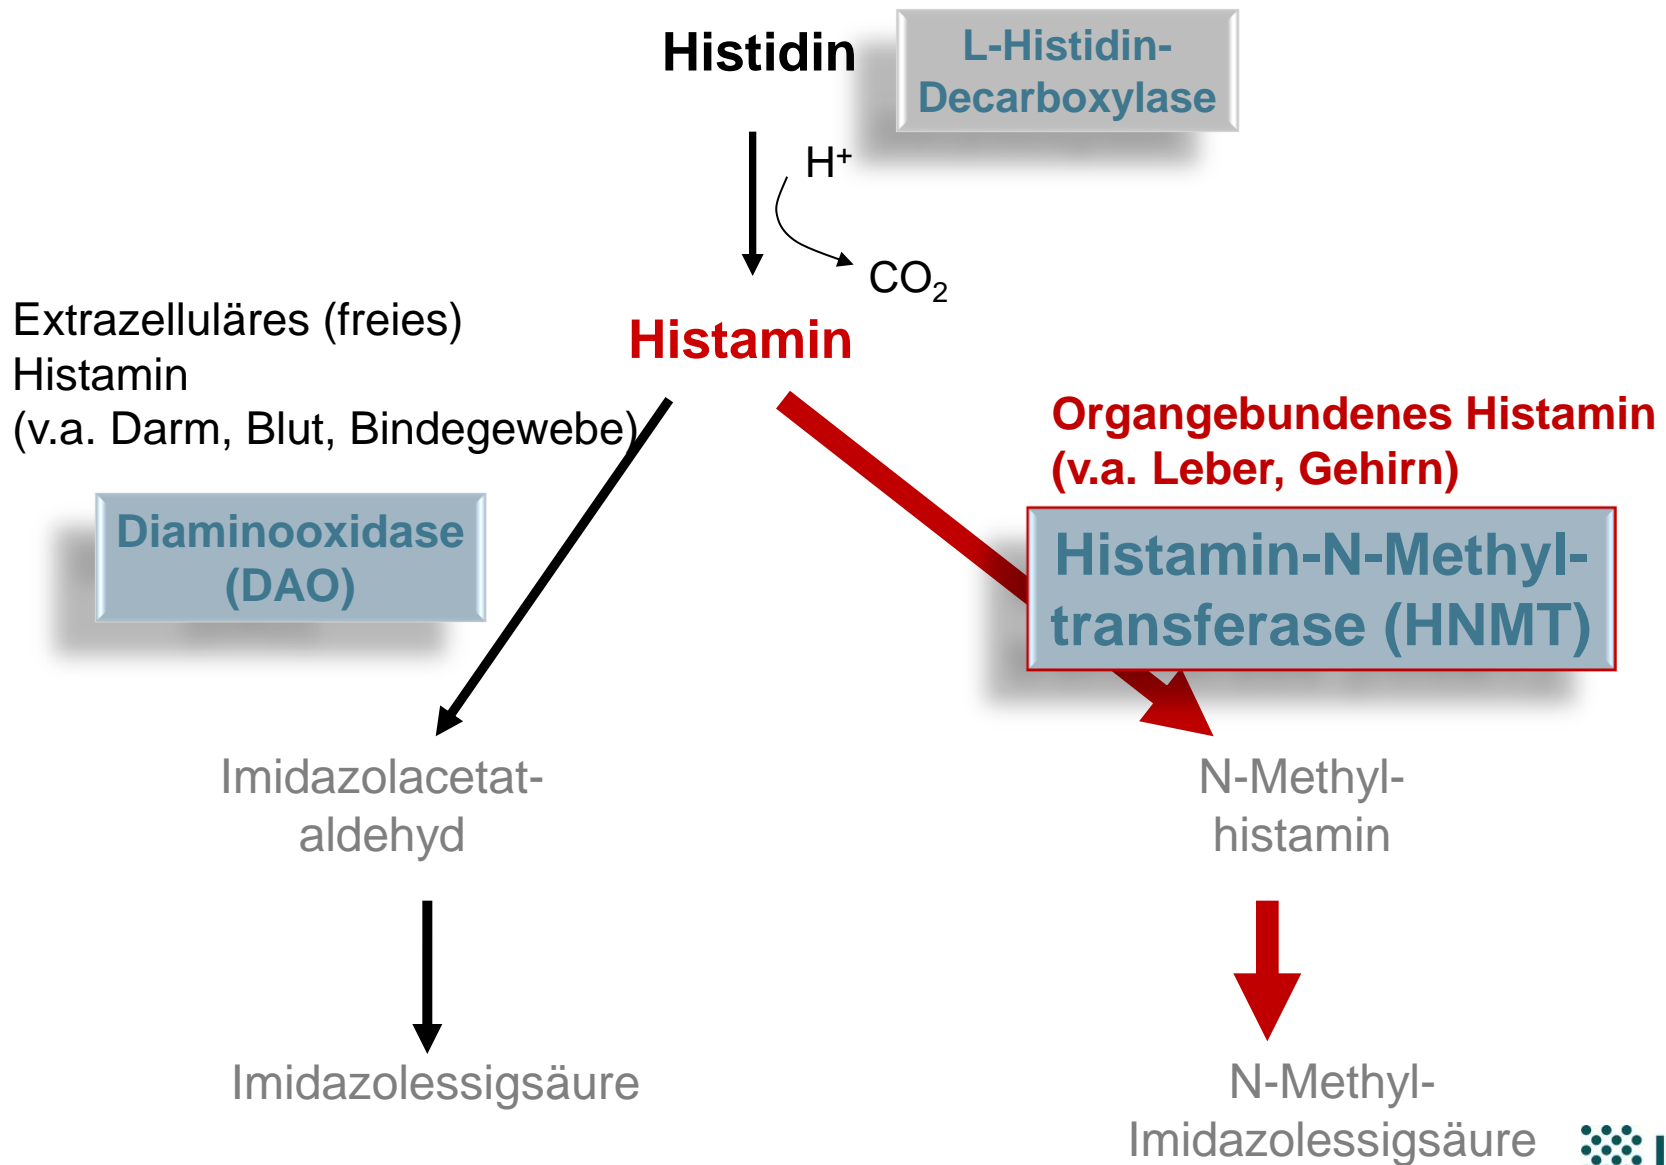 Histidin
L-Histidin-
Decarboxylase
H⁺
CO₂
Histamin
Extrazelluläres (freies)
Histamin
(v.a. Darm, Blut, Bindegewebe)
Organgebundenes Histamin
(v.a. Leber, Gehirn)
Diaminooxidase
(DAO)
Histamin-N-Methyl-
transferase (HNMT)
Imidazolacetat-
aldehyd
N-Methyl-
histamin
Imidazolessigsäure
N-Methyl-
Imidazolessigsäure